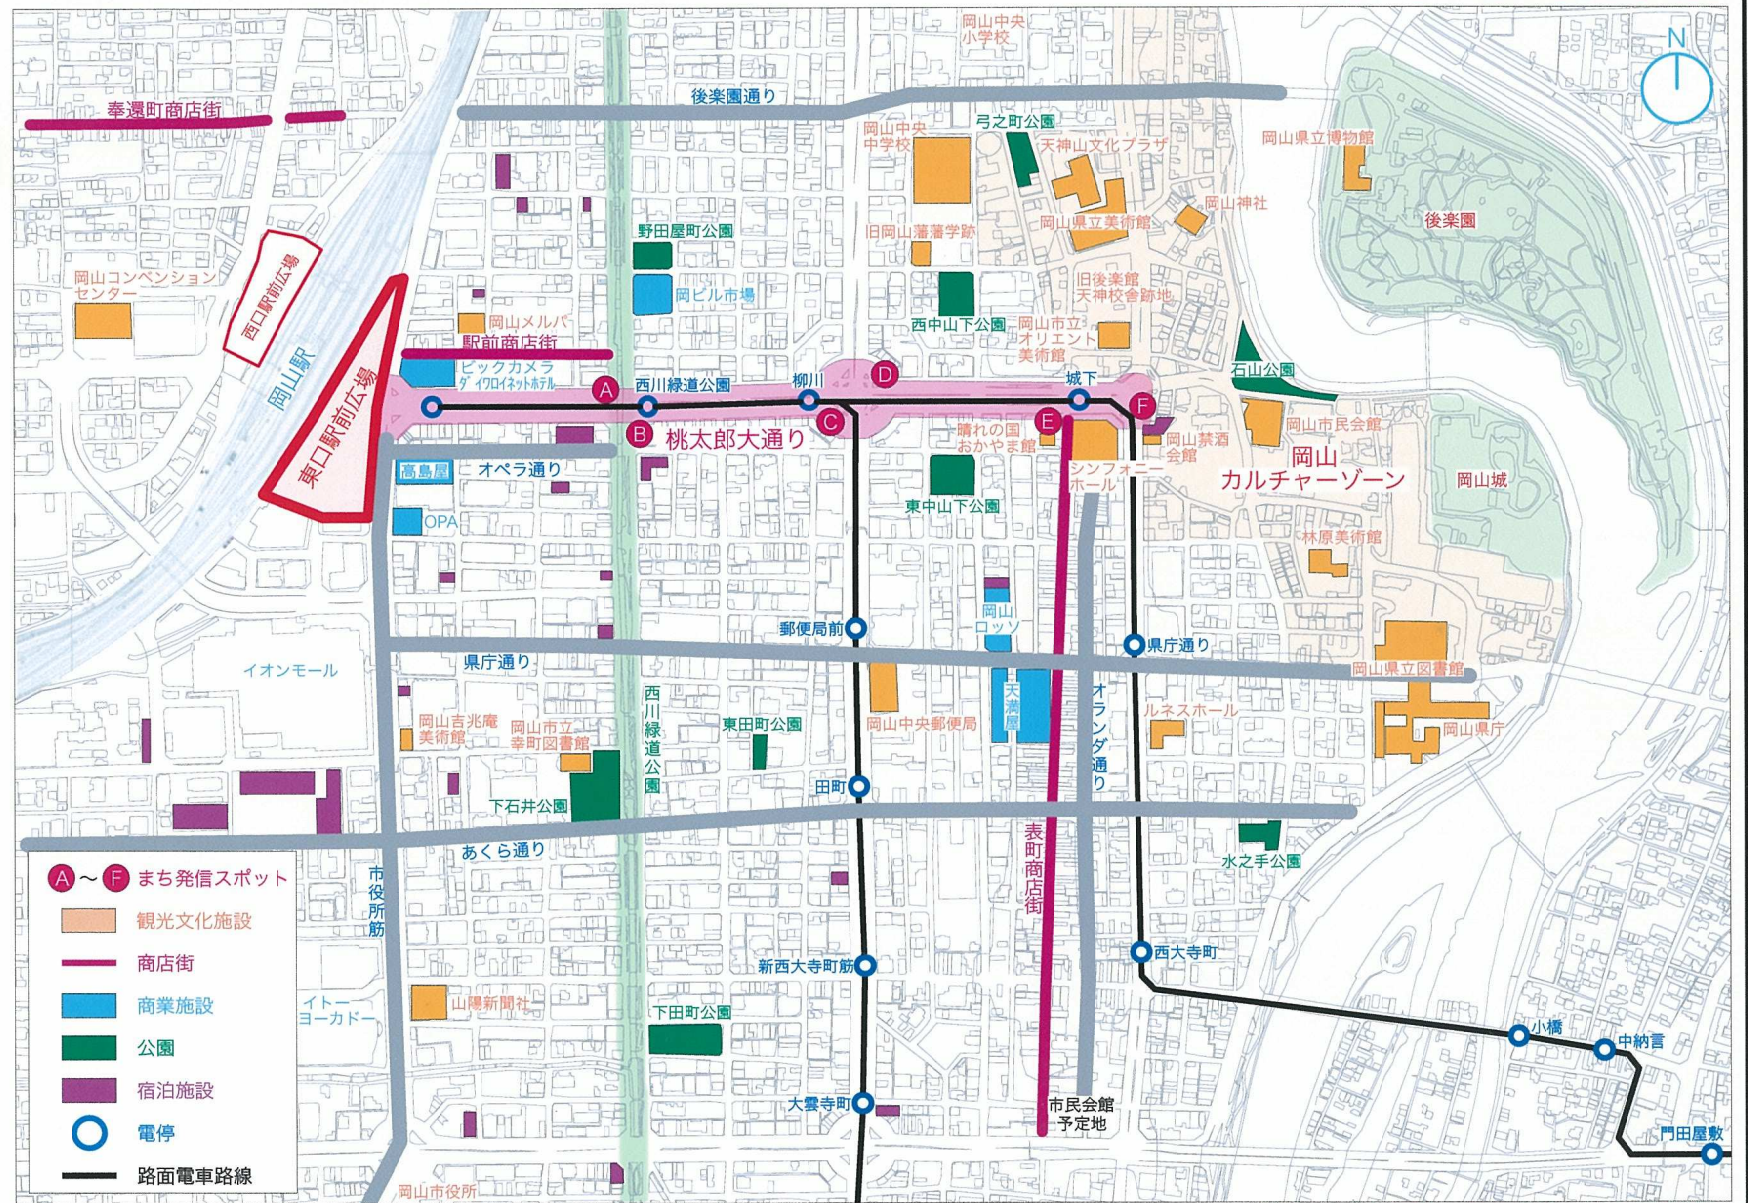 岡山中央
小学校
N
奉還町商店街
後楽園通り
弓之町公園
岡山中央
中学校
天神山文化プラザ
岡山県立博物館
岡山神社
後楽園
岡山県立美術館
旧岡山藩藩学跡
野田屋町公園
西口駅前広場
岡山コンベンション
センター
岡ビル市場
旧後楽館
天神校舎跡地
西中山下公園
岡山市立
オリエント
美術館
岡山メルパ
駅前商店街
岡山駅
東口駅前広場
ビックカメラ
ダイワロイネットホテル
石山公園
A
西川緑道公園
柳川
D
城下
B
桃太郎大通り
C
E
F
晴れの国
おかやま館
岡山禁酒
会館
岡山市民会館
シンフォニー
ホール
岡山
カルチャーゾーン
岡山城
高島屋
オペラ通り
東中山下公園
OPA
林原美術館
岡山
ロッツ
郵便局前
県庁通り
イオンモール
県庁通り
岡山県立図書館
西川緑道公園
天満屋
オランダ通り
岡山吉兆庵
美術館
岡山市立
幸町図書館
東田町公園
岡山中央郵便局
ルネスホール
岡山県庁
田町
下石井公園
あくら通り
表町商店街
水之手公園
市役所筋
A～F まち発信スポット
観光文化施設
商店街
商業施設
公園
宿泊施設
電停
路面電車路線
新西大寺町筋
西大寺町
イトー
ヨーカドー
山陽新聞社
下田町公園
小橋
中納言
大雲寺町
市民会館
予定地
門田屋敷
岡山市役所